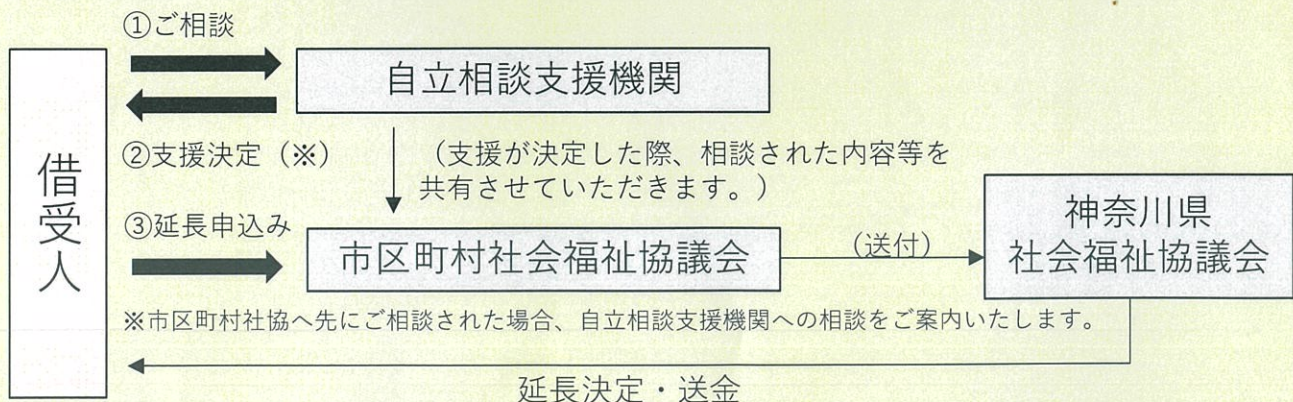 ①ご相談
自立相談支援機関
借受人
②支援決定（※）
（支援が決定した際、相談された内容等を
共有させていただきます。）
③延長申込み
市区町村社会福祉協議会
（送付）
神奈川県
社会福祉協議会
※市区町村社協へ先にご相談された場合、自立相談支援機関への相談をご案内いたします。
延長決定・送金